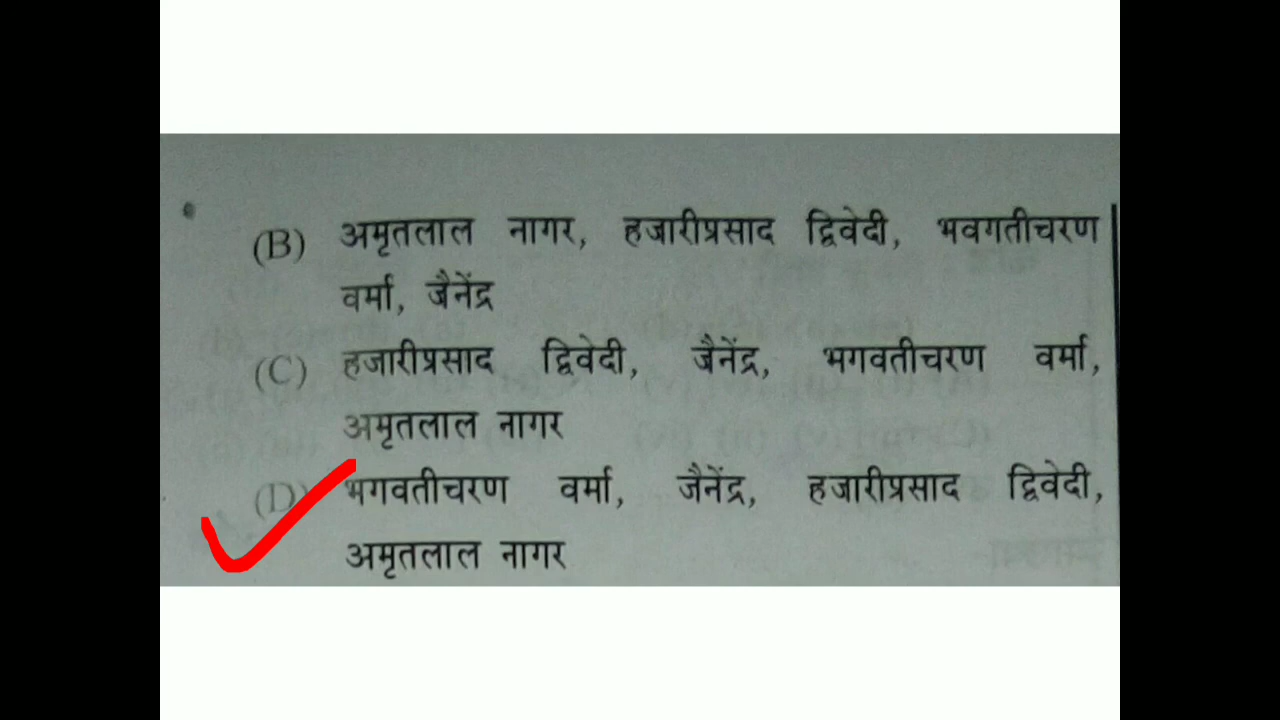 (B) अमृतलाल नागर, हजारीप्रसाद द्विवेदी, भवगतीचरण
वर्मा, जैनेंद्र
(C) हजारीप्रसाद द्विवेदी, जैनेंद्र, भगवतीचरण वर्मा,
अमृतलाल नागर
(D) भगवतीचरण वर्मा, जैनेंद्र, हजारीप्रसाद द्विवेदी,
अमृतलाल नागर